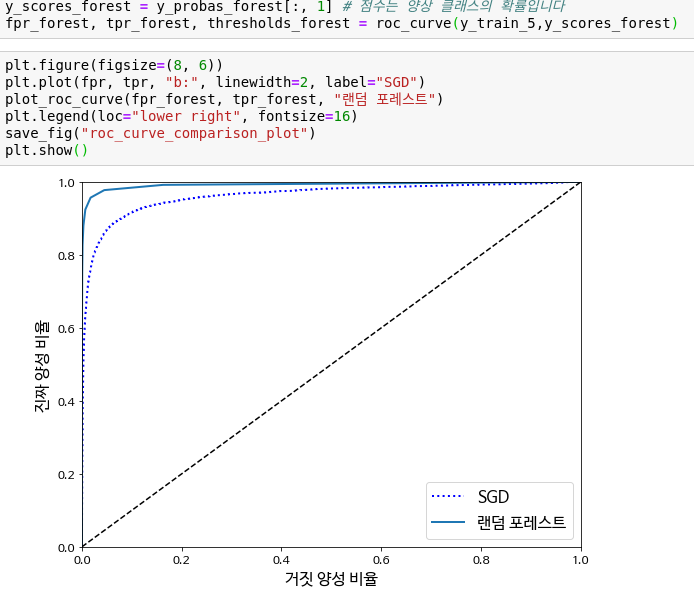 y_scores_forest = y_probas_forest[:, 1] # 점수는 양상 클래스의 확률입니다
fpr_forest, tpr_forest, thresholds_forest = roc_curve(y_train_5,y_scores_forest)
plt.figure(figsize=(8, 6))
plt.plot(fpr, tpr, "b:", linewidth=2, label="SGD")
plot_roc_curve(fpr_forest, tpr_forest, "랜덤 포레스트")
plt.legend(loc="lower right", fontsize=16)
save_fig("roc_curve_comparison_plot")
plt.show()
1.0
0.8
0.6
0.4
0.2
0.0
진짜 양성 비율
SGD
랜덤 포레스트
0.0 0.2 0.4 0.6 0.8 1.0
거짓 양성 비율